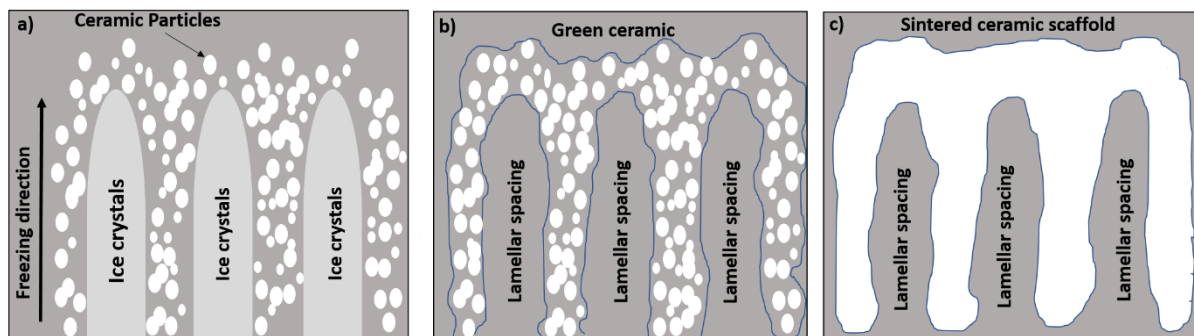 a)
Ceramic Particles
Freezing direction
Ice crystals
Ice crystals
Ice crystals
b)
Green ceramic
Lamellar spacing
Lamellar spacing
Lamellar spacing
c)
Sintered ceramic scaffold
Lamellar spacing
Lamellar spacing
Lamellar spacing